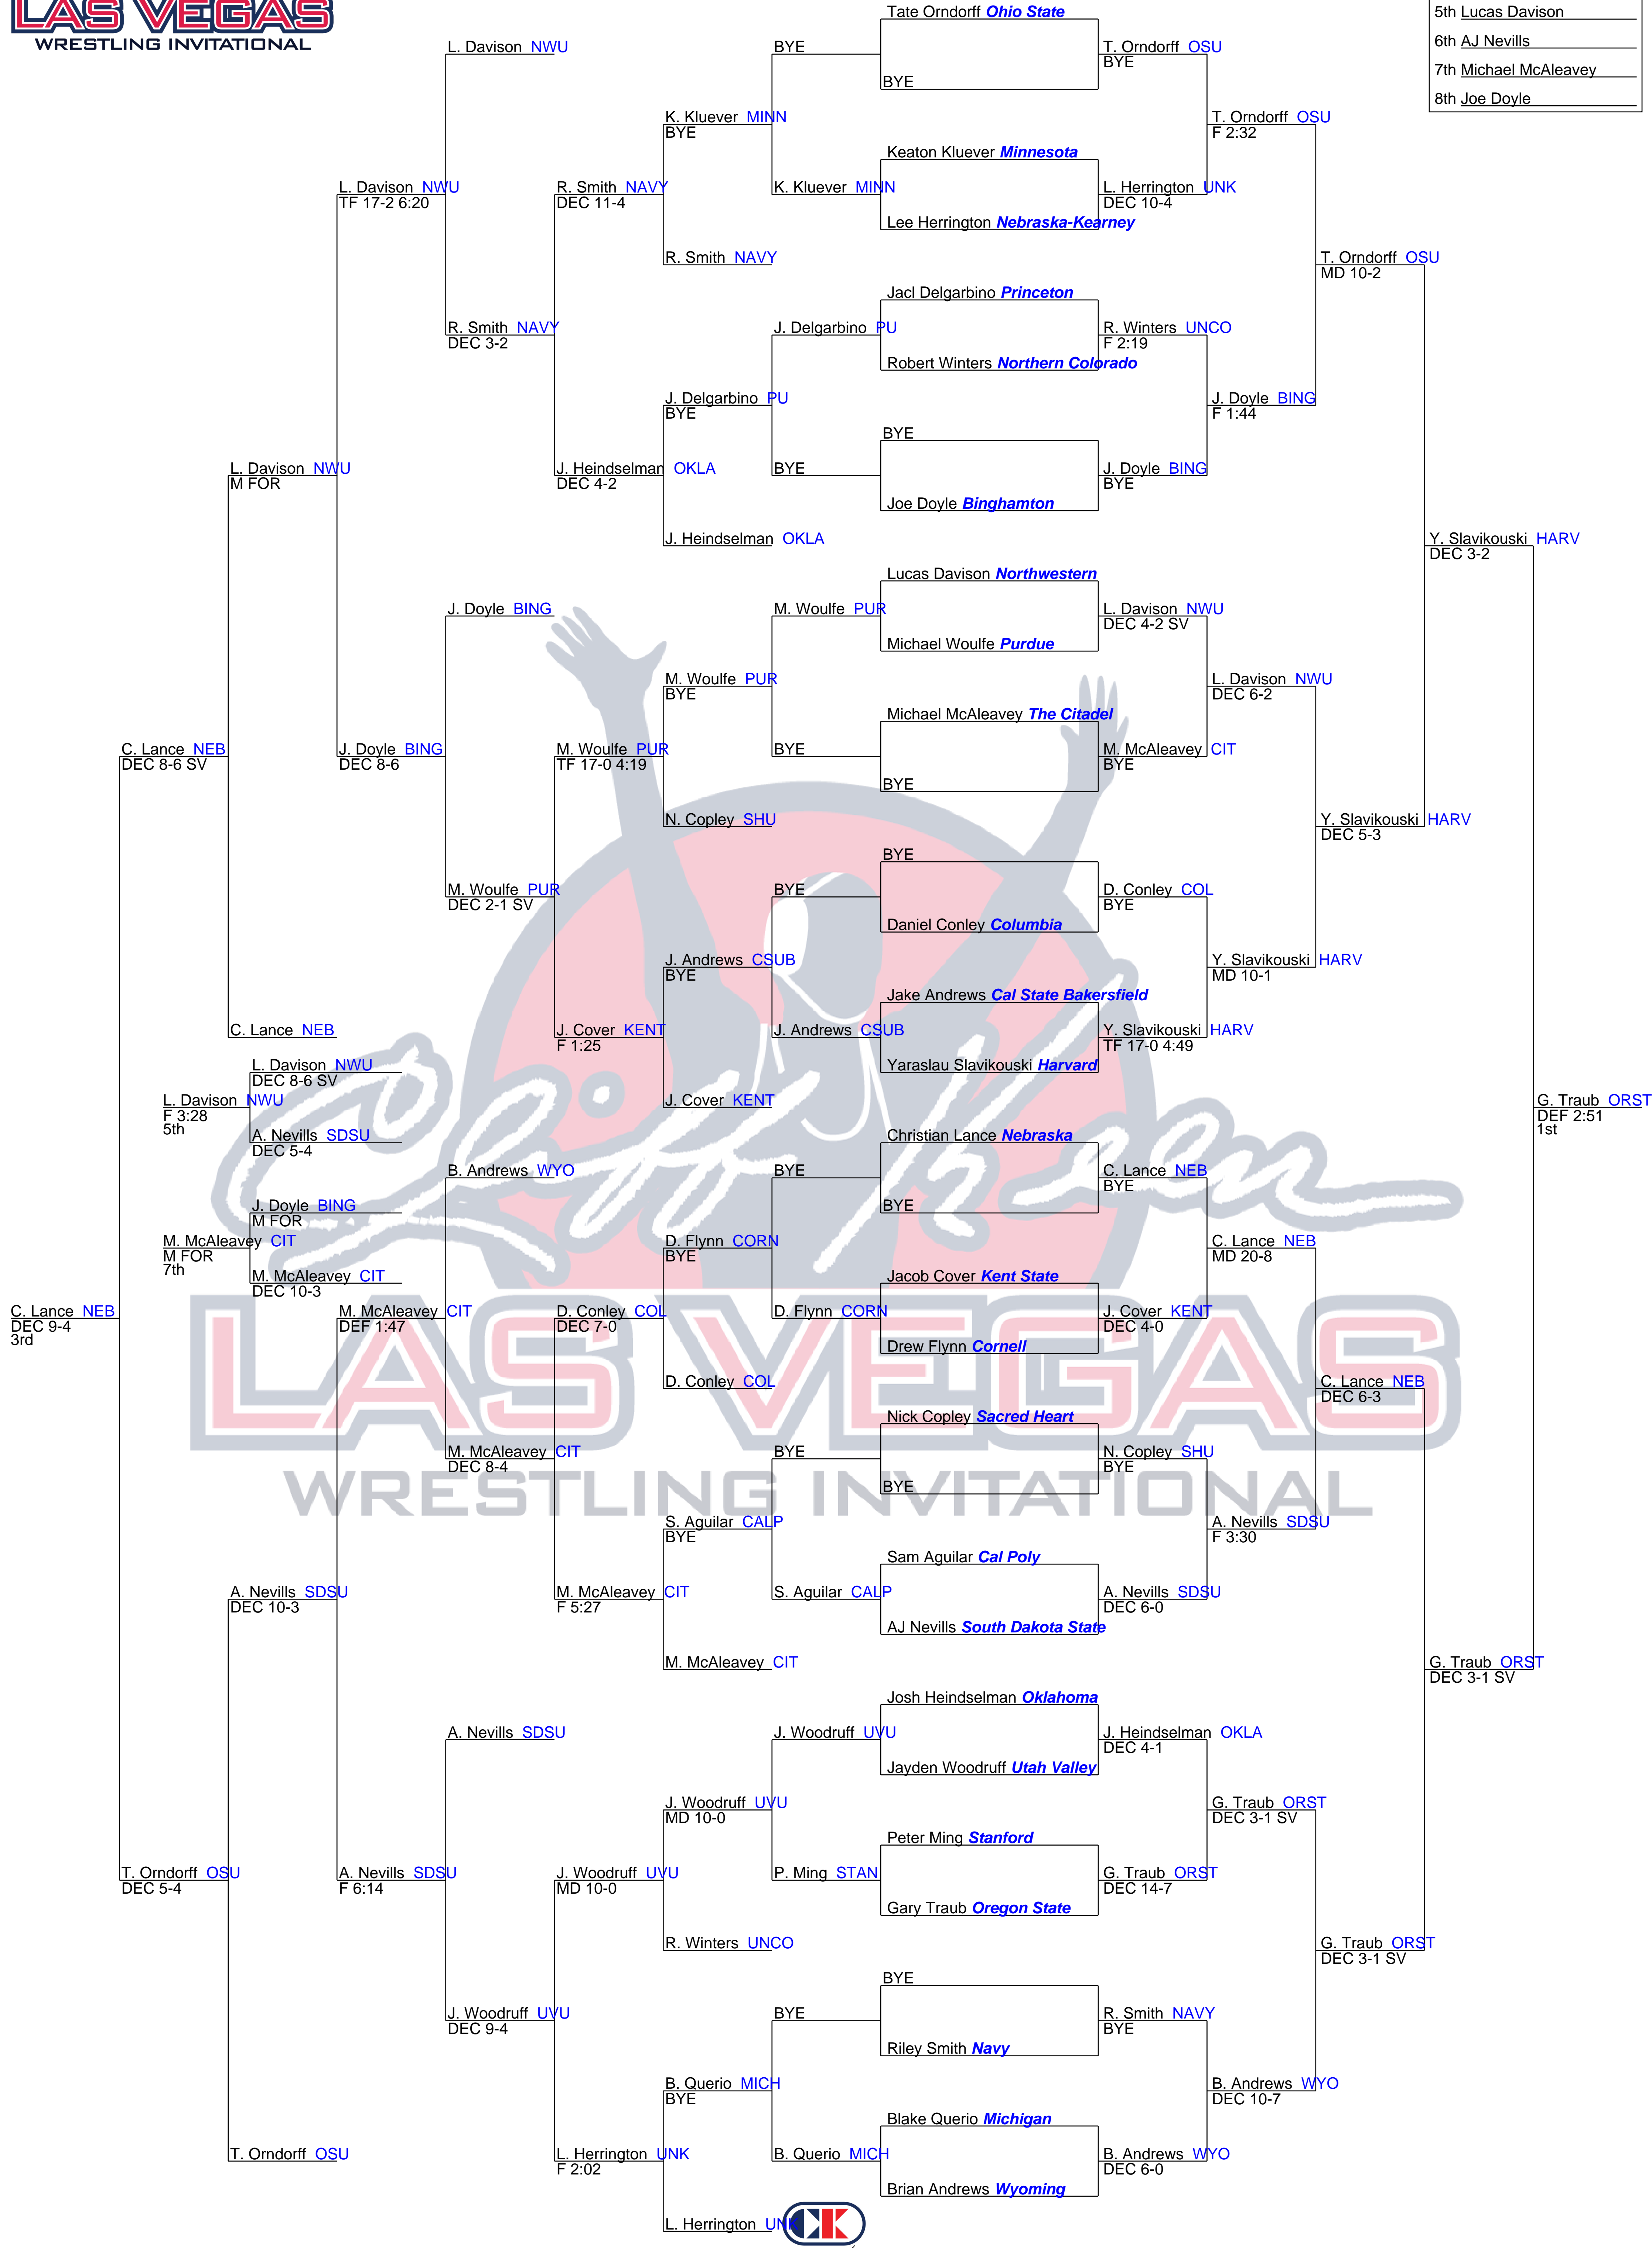 LAS VEGAS
WRESTLING INVITATIONAL
5th Lucas Davison
6th AJ Nevills
7th Michael McAleavey
8th Joe Doyle
Tate Orndorff Ohio State
L. Davison NWU
BYE
T. Orndorff OSU
BYE
BYE
K. Kluever MINN
BYE
T. Orndorff OSU
F 2:32
Keaton Kluever Minnesota
L. Davison NWU
TF 17-2 6:20
R. Smith NAVY
DEC 11-4
K. Kluever MINN
L. Herrington UNK
DEC 10-4
Lee Herrington Nebraska-Kearney
R. Smith NAVY
T. Orndorff OSU
MD 10-2
Jacl Delgarbino Princeton
R. Smith NAVY
DEC 3-2
J. Delgarbino PU
R. Winters UNCO
F 2:19
Robert Winters Northern Colorado
J. Delgarbino PU
BYE
J. Doyle BING
F 1:44
BYE
L. Davison NWU
M FOR
J. Heindselman OKLA
DEC 4-2
BYE
J. Doyle BING
BYE
Joe Doyle Binghamton
J. Heindselman OKLA
Y. Slavikouski HARV
DEC 3-2
Lucas Davison Northwestern
J. Doyle BING
M. Woulfe PUR
L. Davison NWU
DEC 4-2 SV
Michael Woulfe Purdue
M. Woulfe PUR
BYE
L. Davison NWU
DEC 6-2
Michael McAleavey The Citadel
C. Lance NEB
DEC 8-6 SV
J. Doyle BING
DEC 8-6
M. Woulfe PUR
TF 17-0 4:19
BYE
M. McAleavey CIT
BYE
BYE
N. Copley SHU
Y. Slavikouski HARV
DEC 5-3
BYE
M. Woulfe PUR
DEC 2-1 SV
BYE
D. Conley COL
BYE
Daniel Conley Columbia
J. Andrews CSUB
BYE
Y. Slavikouski HARV
MD 10-1
Jake Andrews Cal State Bakersfield
C. Lance NEB
J. Cover KENT
F 1:25
J. Andrews CSUB
Y. Slavikouski HARV
TF 17-0 4:49
Yaraslau Slavikouski Harvard
L. Davison NWU
DEC 8-6 SV
L. Davison NWU
F 3:28
5th
J. Cover KENT
G. Traub ORST
DEF 2:51
1st
A. Nevills SDSU
DEC 5-4
Christian Lance Nebraska
Cliff Keen
B. Andrews WYO
BYE
C. Lance NEB
BYE
J. Doyle BING
M FOR
BYE
M. McAleavey CIT
M FOR
7th
D. Flynn CORN
BYE
C. Lance NEB
MD 20-8
M. McAleavey CIT
DEC 10-3
Jacob Cover Kent State
C. Lance NEB
DEC 9-4
3rd
M. McAleavey CIT
DEF 1:47
D. Conley COL
DEC 7-0
D. Flynn CORN
J. Cover KENT
DEC 4-0
Drew Flynn Cornell
LAS VEGAS
D. Conley COL
C. Lance NEB
DEC 6-3
Nick Copley Sacred Heart
M. McAleavey CIT
DEC 8-4
BYE
N. Copley SHU
BYE
BYE
WRESTLING INVITATIONAL
S. Aguilar CALP
BYE
A. Nevills SDSU
F 3:30
Sam Aguilar Cal Poly
A. Nevills SDSU
DEC 10-3
M. McAleavey CIT
F 5:27
S. Aguilar CALP
A. Nevills SDSU
DEC 6-0
AJ Nevills South Dakota State
M. McAleavey CIT
G. Traub ORST
DEC 3-1 SV
Josh Heindselman Oklahoma
A. Nevills SDSU
J. Woodruff UVU
J. Heindselman OKLA
DEC 4-1
Jayden Woodruff Utah Valley
J. Woodruff UVU
MD 10-0
G. Traub ORST
DEC 3-1 SV
Peter Ming Stanford
T. Orndorff OSU
DEC 5-4
A. Nevills SDSU
F 6:14
J. Woodruff UVU
MD 10-0
P. Ming STAN
G. Traub ORST
DEC 14-7
Gary Traub Oregon State
R. Winters UNCO
G. Traub ORST
DEC 3-1 SV
BYE
J. Woodruff UVU
DEC 9-4
BYE
R. Smith NAVY
BYE
Riley Smith Navy
B. Querio MICH
BYE
B. Andrews WYO
DEC 10-7
Blake Querio Michigan
T. Orndorff OSU
L. Herrington UNK
F 2:02
B. Querio MICH
B. Andrews WYO
DEC 6-0
Brian Andrews Wyoming
L. Herrington UNK